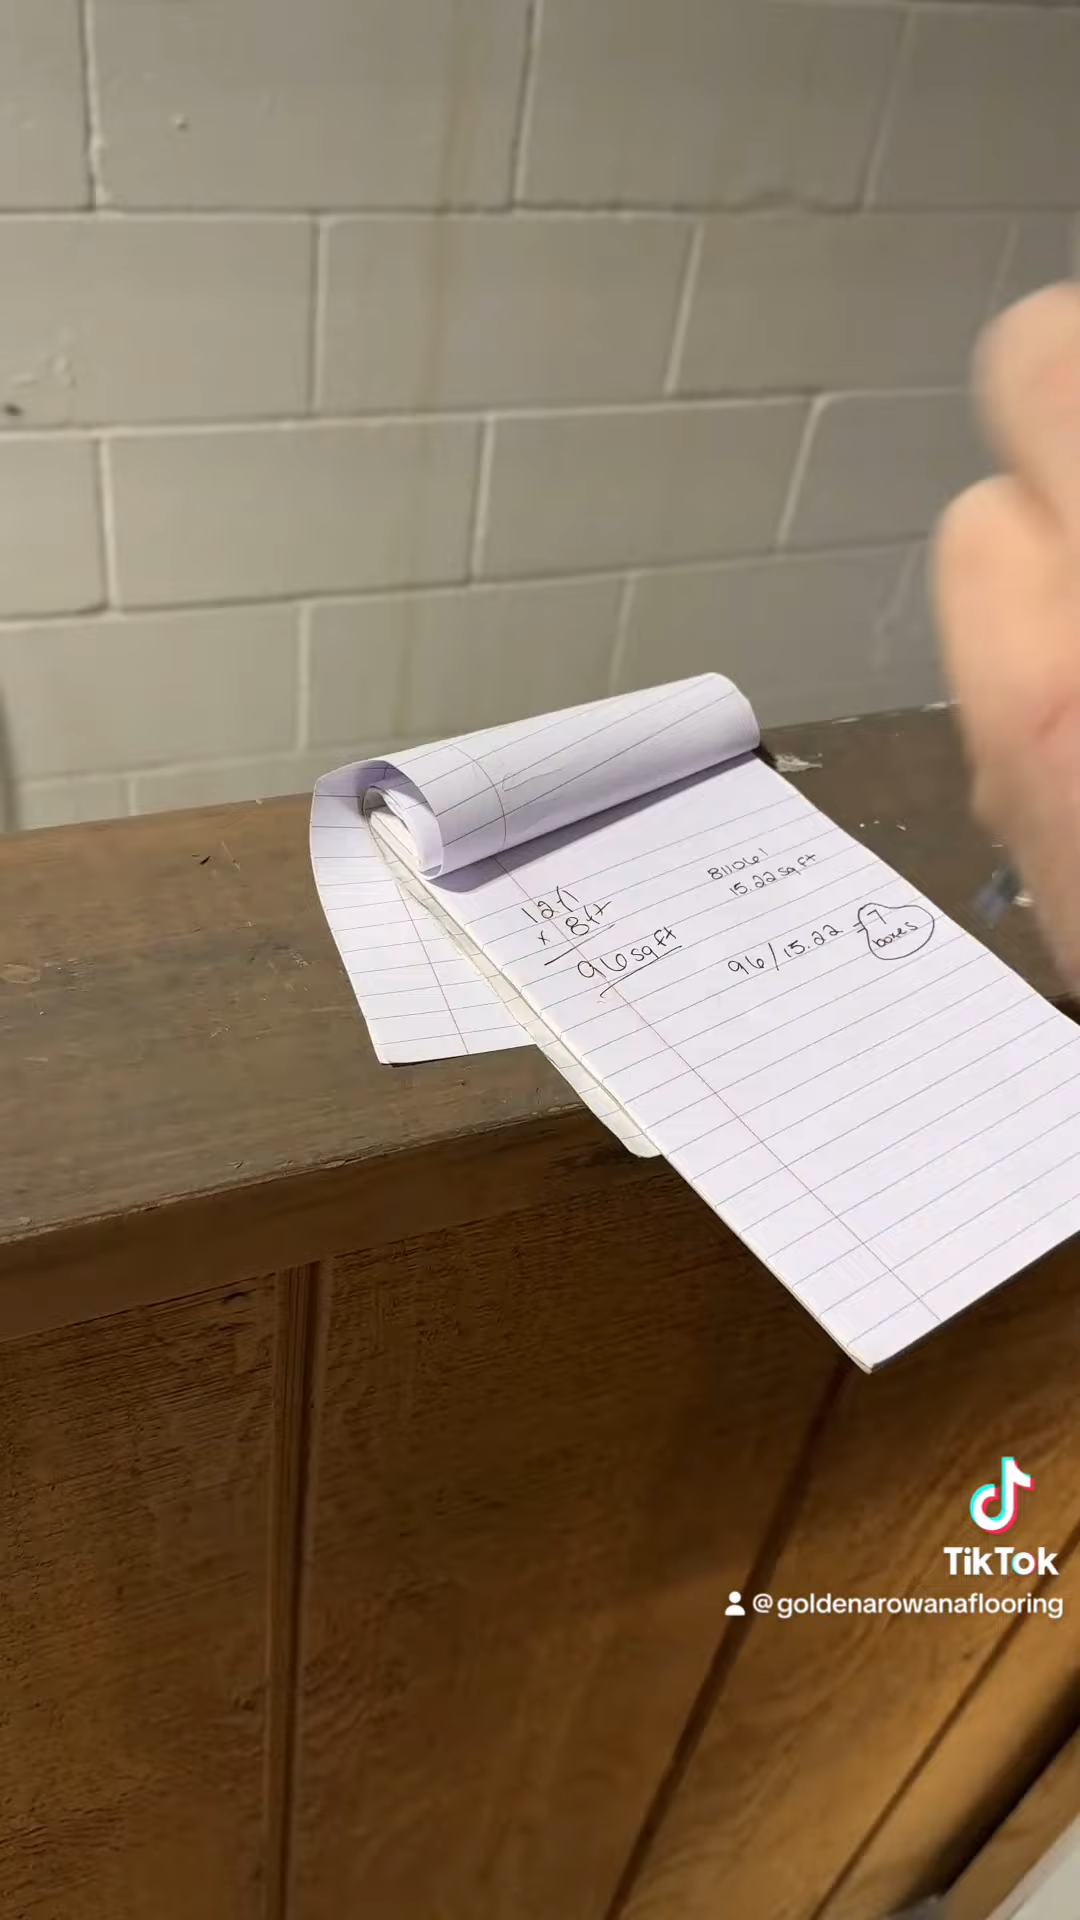 12ft
x 8ft
96 sq ft
811061
15.22 sq ft
96/15.22 = 7
boxes
TikTok
@goldenarowanaflooring